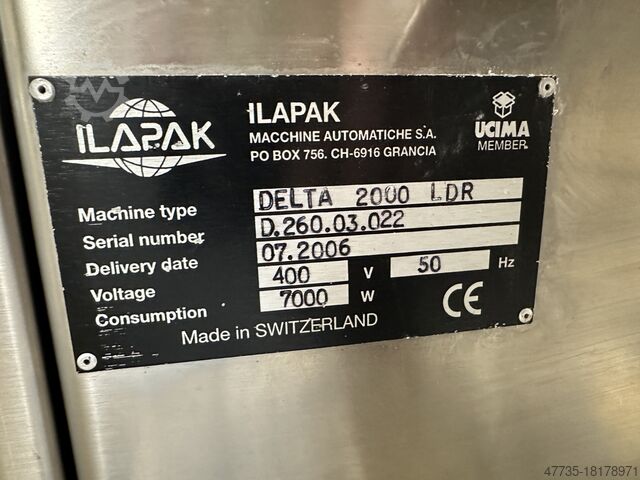 ILAPAK
ILAPAK
MACCHINE AUTOMATICHE S.A.
PO BOX 756. CH-6916 GRANCIA
UCIMA
MEMBER
Machine type DELTA 2000 LDR
Serial number D.260.03.022
Delivery date 07.2006
Voltage 400 V 50 Hz
Consumption 7000 W
CE
Made in SWITZERLAND
47735-18178971